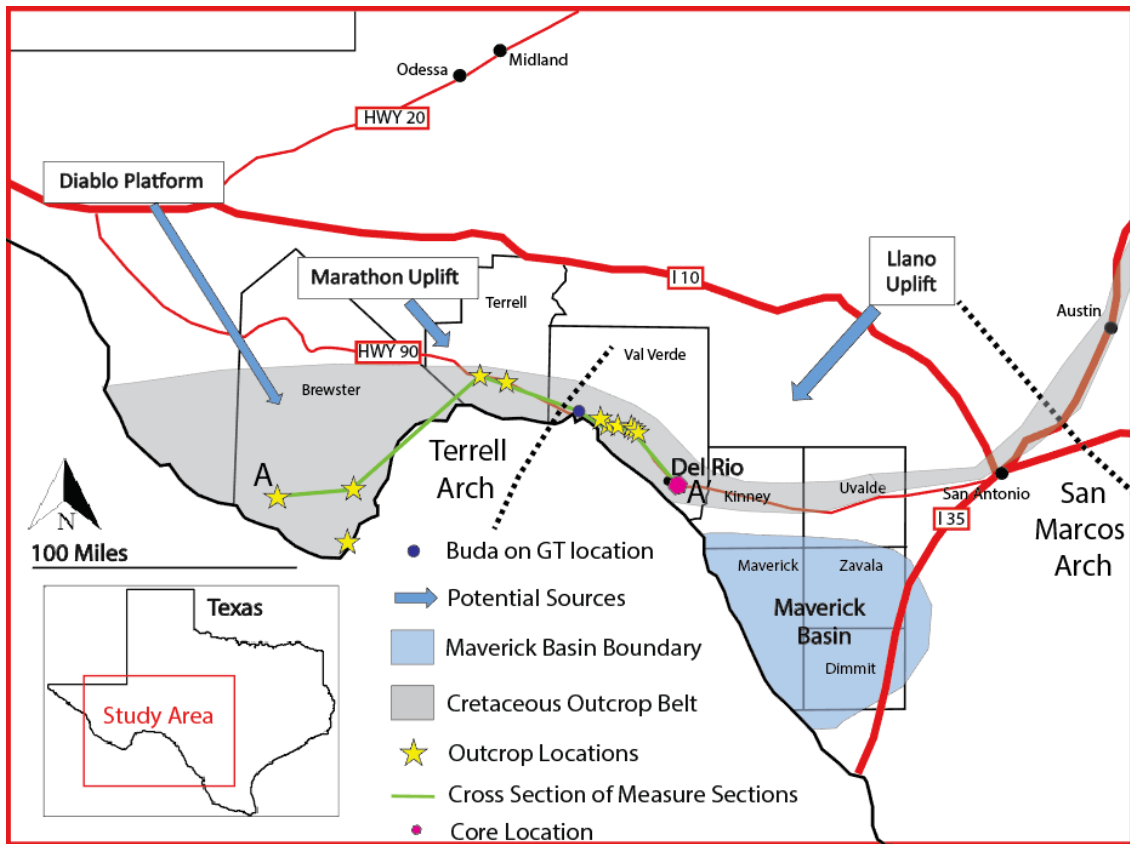 Midland
Odessa
HWY 20
Diablo Platform
Marathon Uplift
Terrell
I 10
Llano
Uplift
Austin
HWY 90
Val Verde
Brewster
Terrell
Arch
A
Del Rio
A'
Kinney
Uvalde
San Antonio
I 35
San
Marcos
Arch
N
100 Miles
Maverick
Zavala
Maverick
Basin
Dimmit
Texas
Study Area
Buda on GT location
Potential Sources
Maverick Basin Boundary
Cretaceous Outcrop Belt
Outcrop Locations
Cross Section of Measure Sections
Core Location